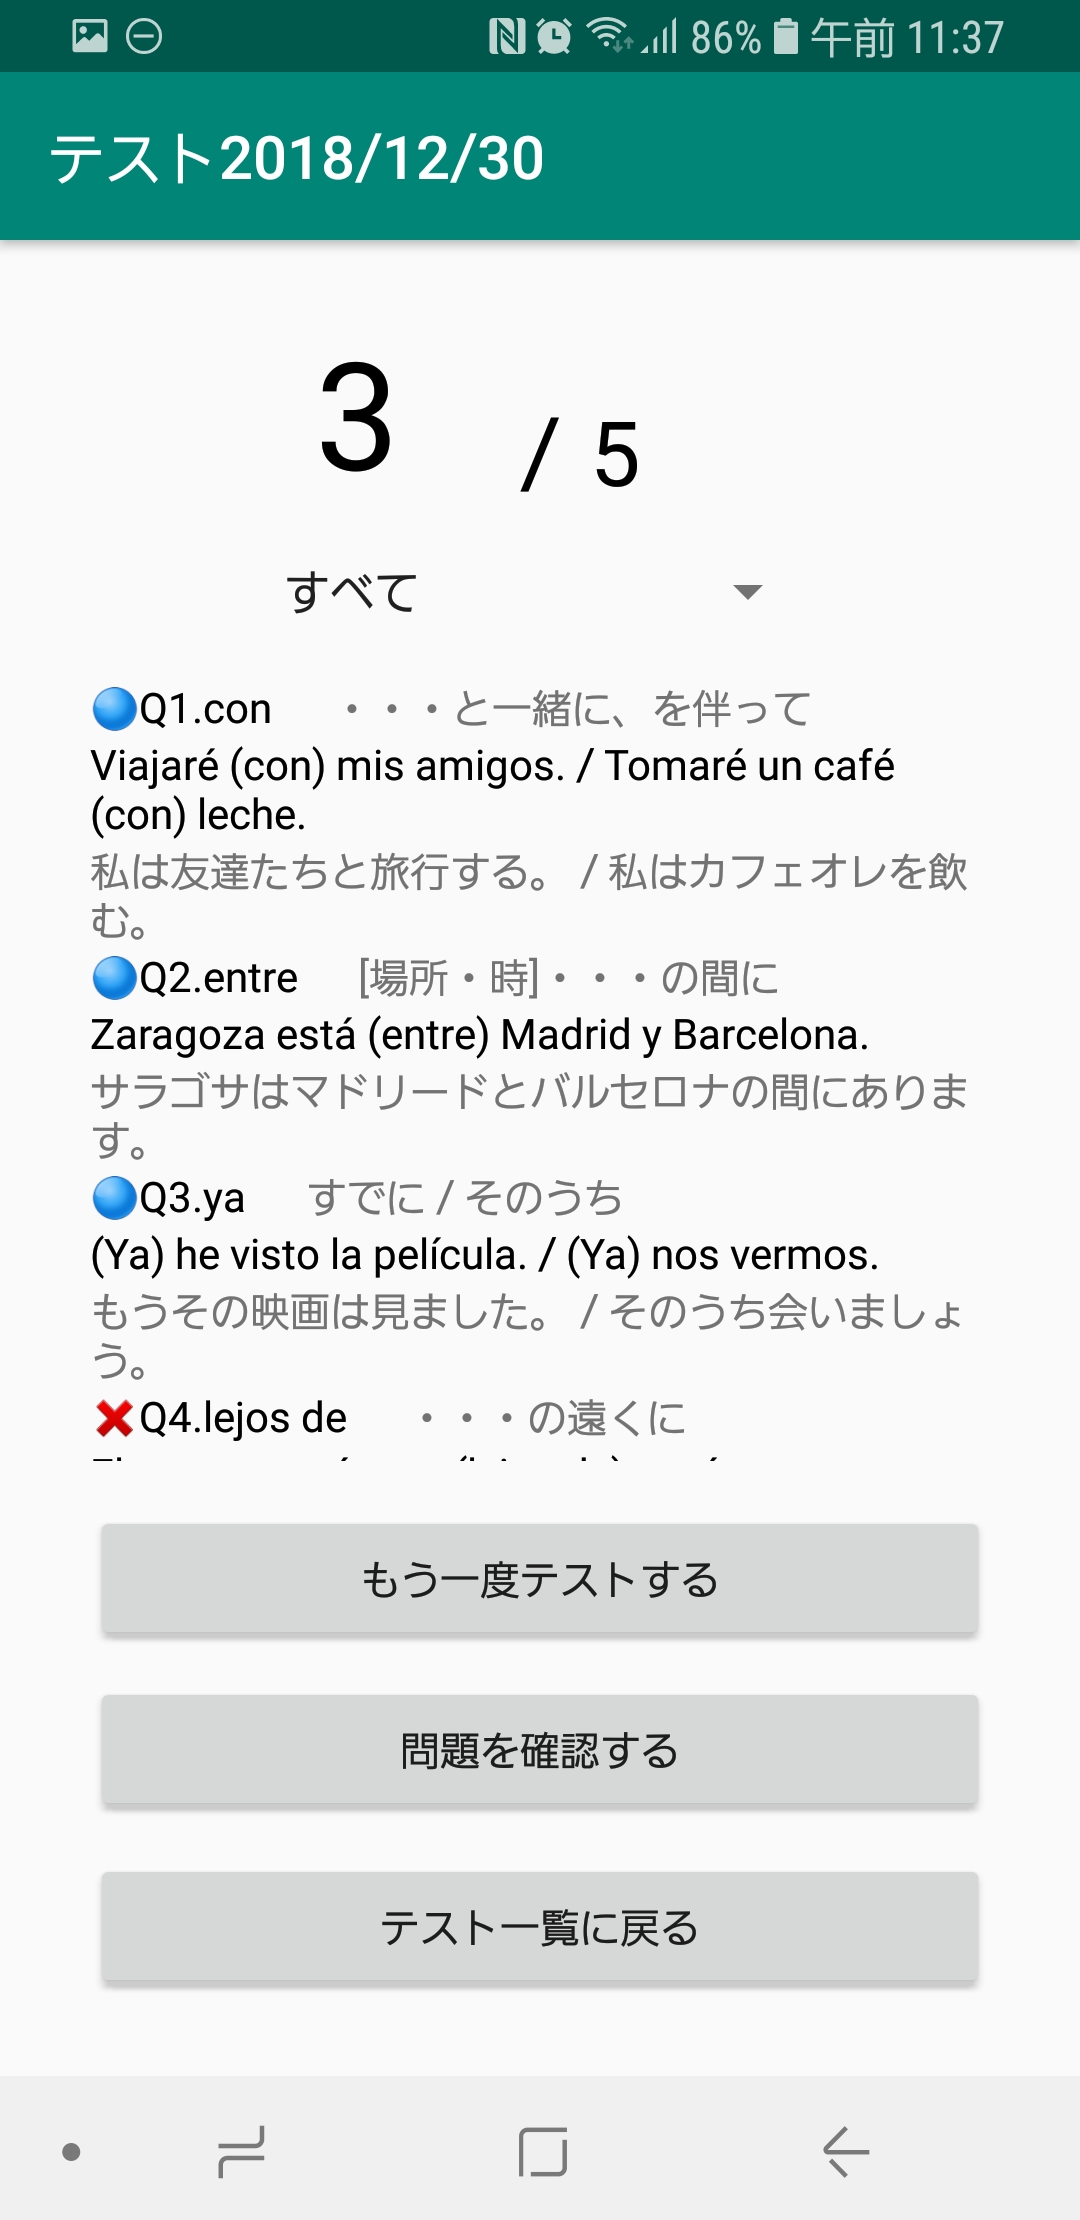 86% 午前 11:37
テスト2018/12/30
3 / 5
すべて
Q1.con ・・・と一緒に、を伴って
Viajaré (con) mis amigos. / Tomaré un café
(con) leche.
私は友達たちと旅行する。 / 私はカフェオレを飲
む。
Q2.entre [場所・時]・・・の間に
Zaragoza está (entre) Madrid y Barcelona.
サラゴサはマドリードとバルセロナの間にありま
す。
Q3.ya すでに / そのうち
(Ya) he visto la película. / (Ya) nos vermos.
もうその映画は見ました。 / そのうち会いましょ
う。
Q4.lejos de ・・・の遠くに
もう一度テストする
問題を確認する
テスト一覧に戻る